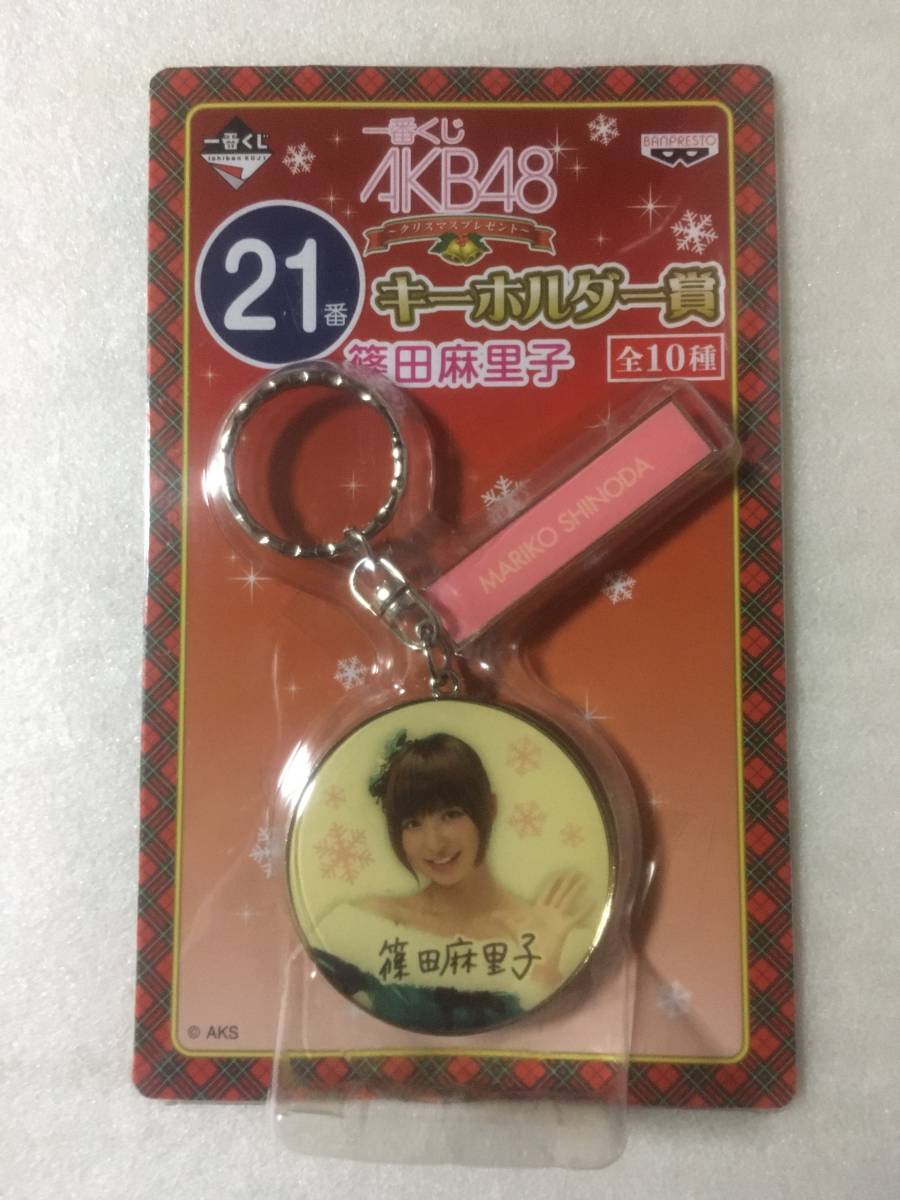 一番くじ
Ichiban KUJI
一番くじ
AKB48
～クリスマスプレゼント～
BANPRESTO
21番
キーホルダー賞
篠田麻里子
全10種
MARIKO SHINODA
篠田麻里子
© AKS